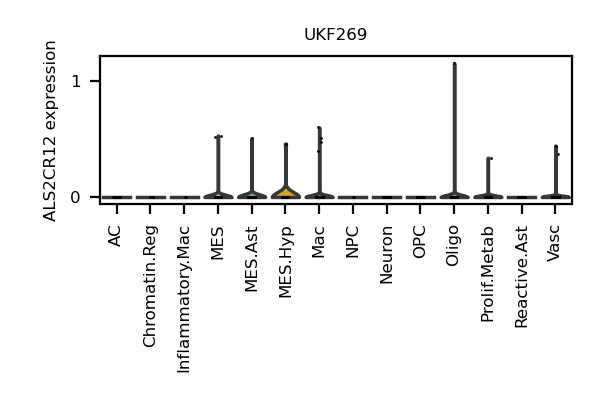 UKF269
ALS2CR12 expression
1
0
AC
Chromatin.Reg
Inflammatory.Mac
MES
MES.Ast
MES.Hyp
Mac
NPC
Neuron
OPC
Oligo
Prolif.Metab
Reactive.Ast
Vasc